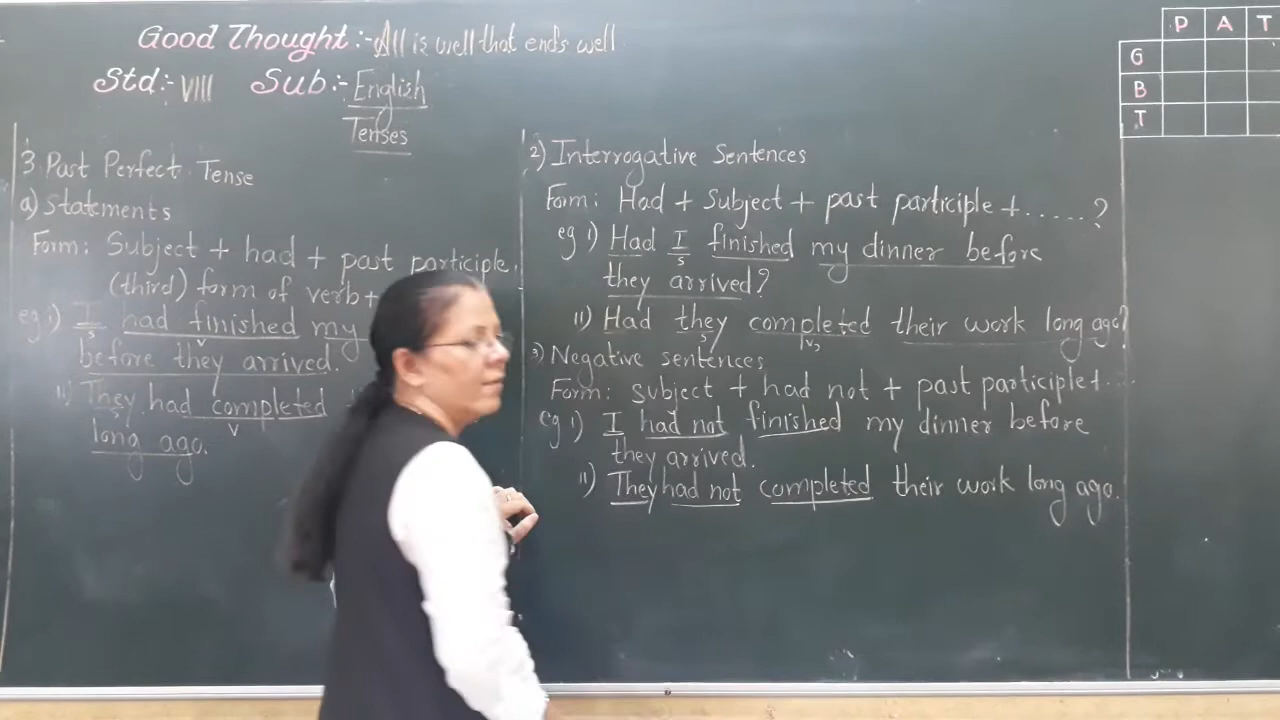 Good Thought :- All is well that ends well
Std:- VIII Sub:- English
Tenses
P A T
G
B
T
3 Past Perfect Tense
a) Statements
Form: Subject + had + past participle.
(third) form of verb +
eg i) I had finished my
S V
before they arrived.
ii) They had completed
S V
long ago.
2) Interrogative Sentences
Form: Had + Subject + past participle + ...... ?
eg i) Had I finished my dinner before
S
they arrived?
ii) Had they completed their work long ago?
S V3
3) Negative sentences
Form: subject + had not + past participle + ....
eg i) I had not finished my dinner before
they arrived.
ii) They had not completed their work long ago.